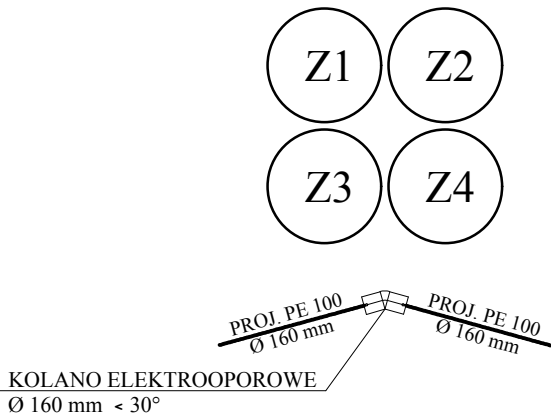 Z1 Z2
Z3 Z4
PROJ. PE 100
Ø 160 mm
PROJ. PE 100
Ø 160 mm
KOLANO ELEKTROOPOROWE
Ø 160 mm < 30°